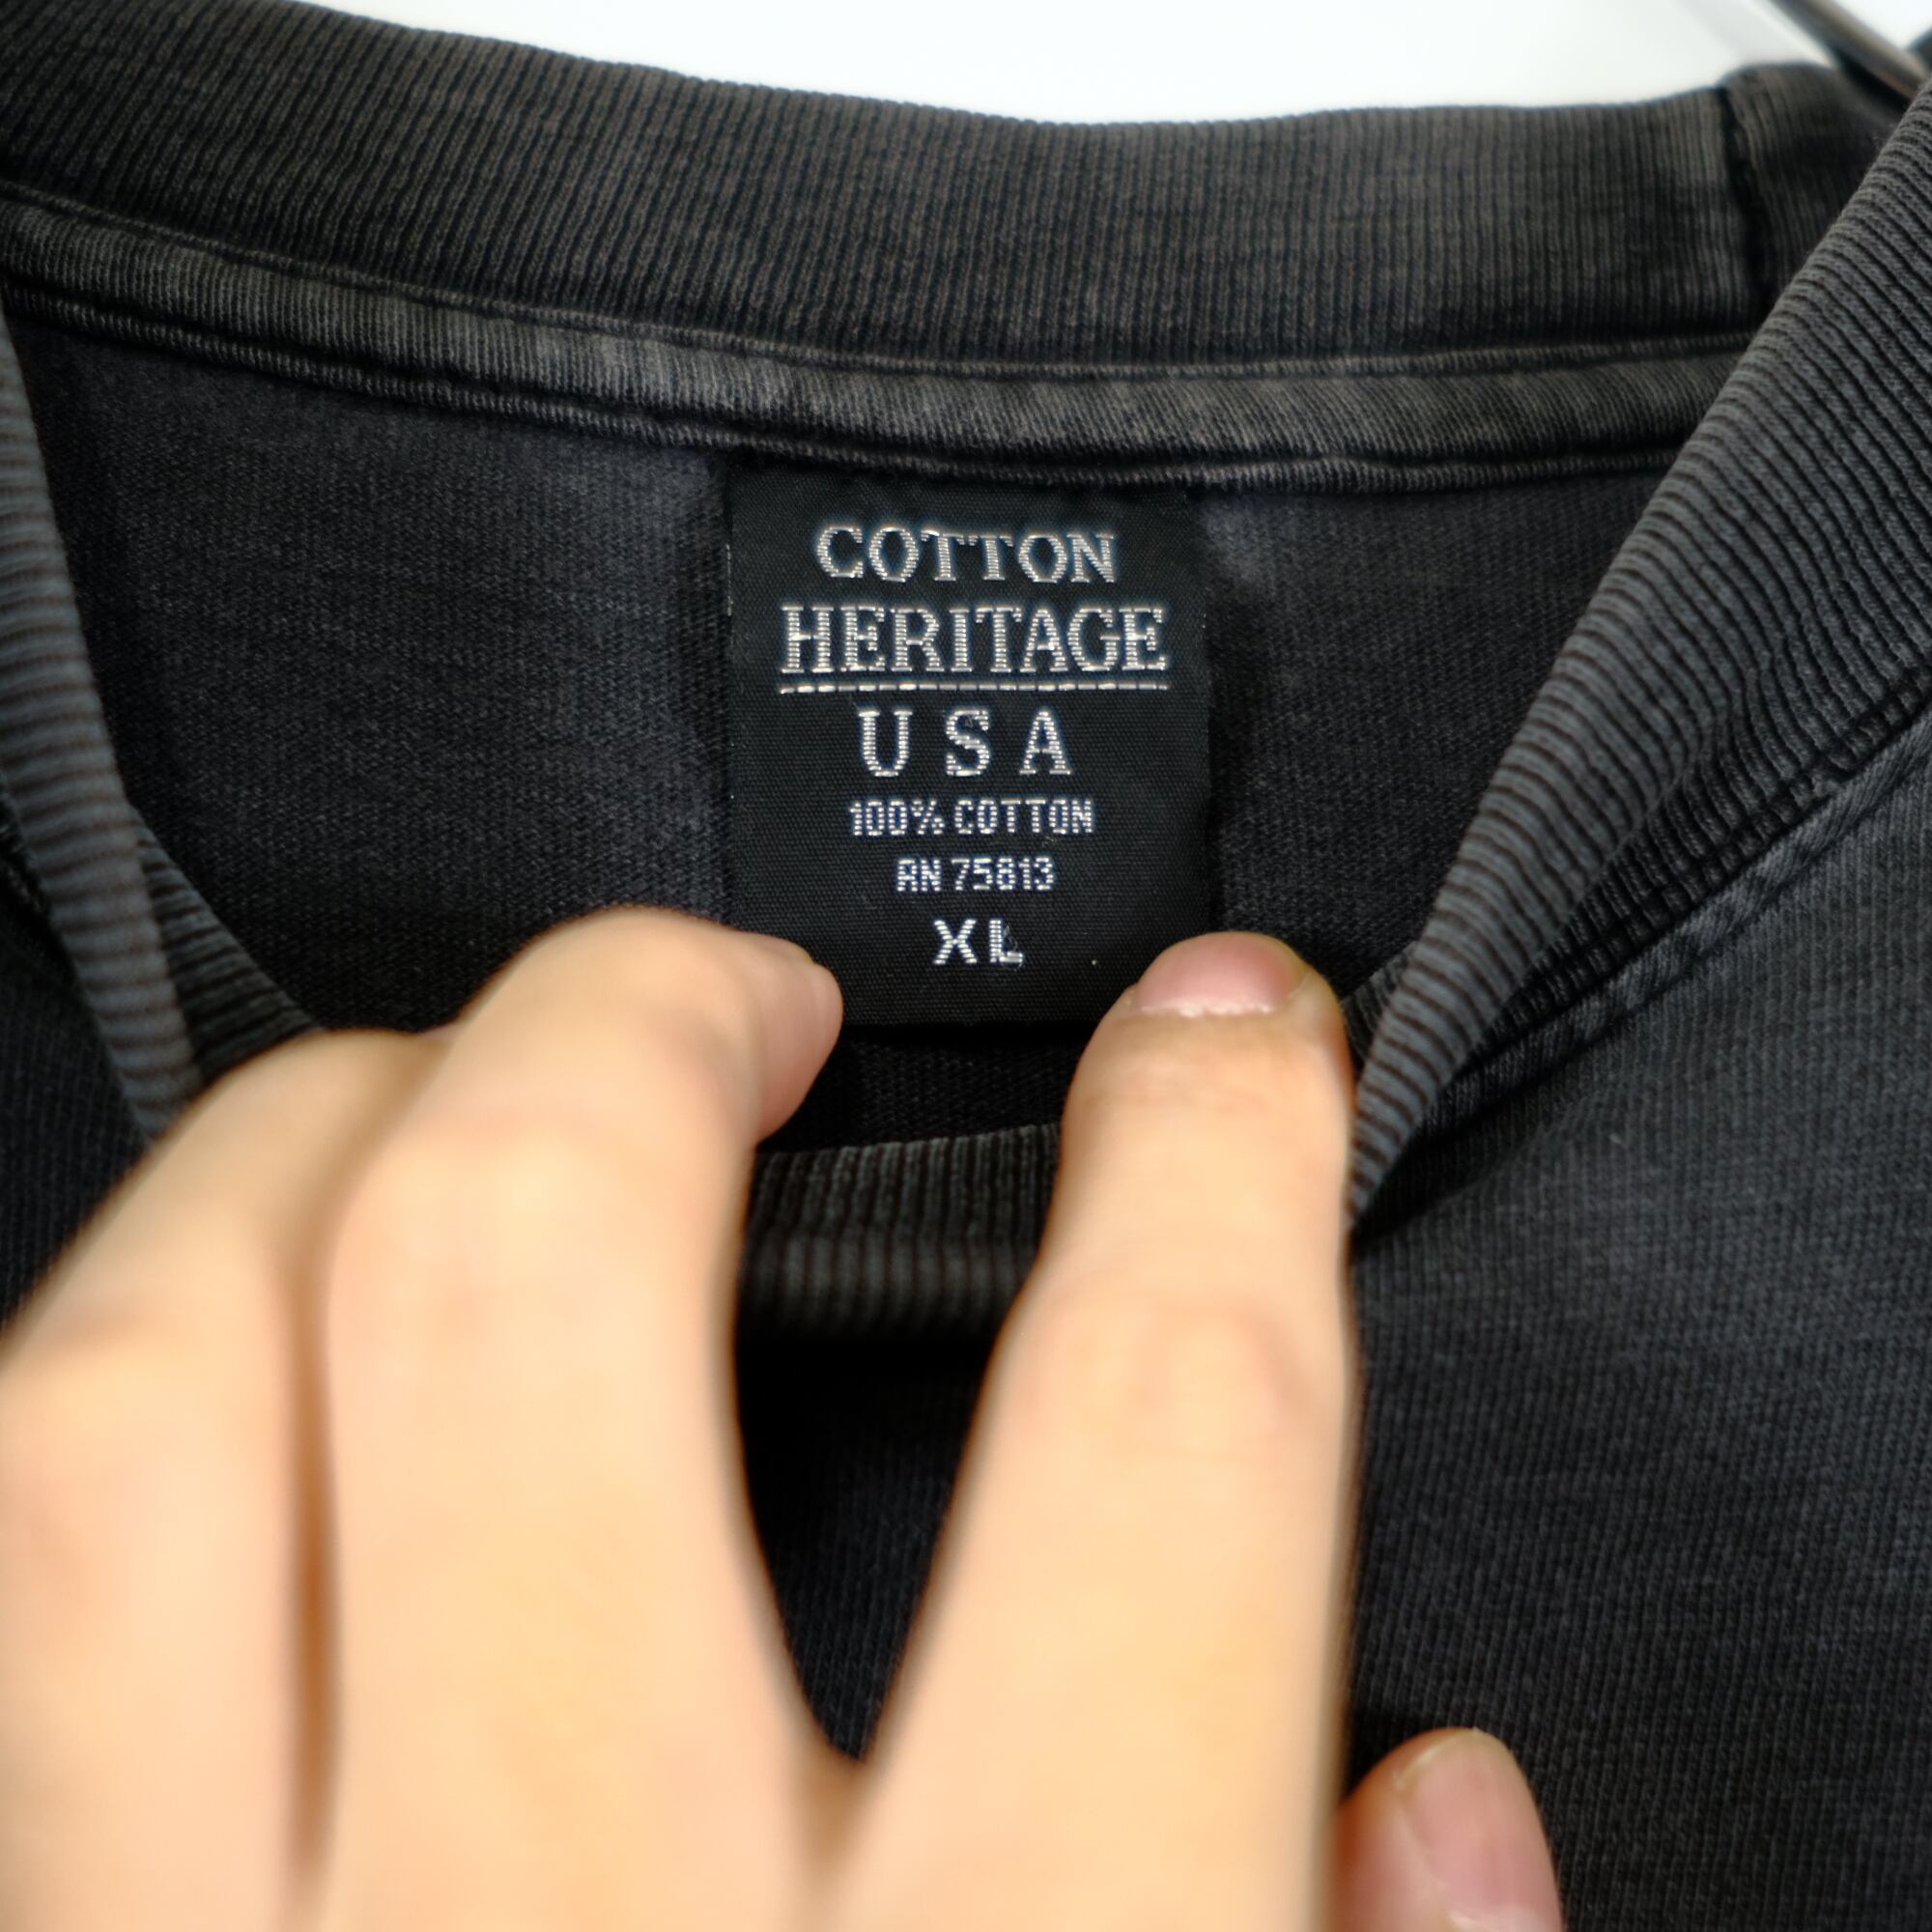 COTTON
HERITAGE
USA
100% COTTON
RN 75813
XL